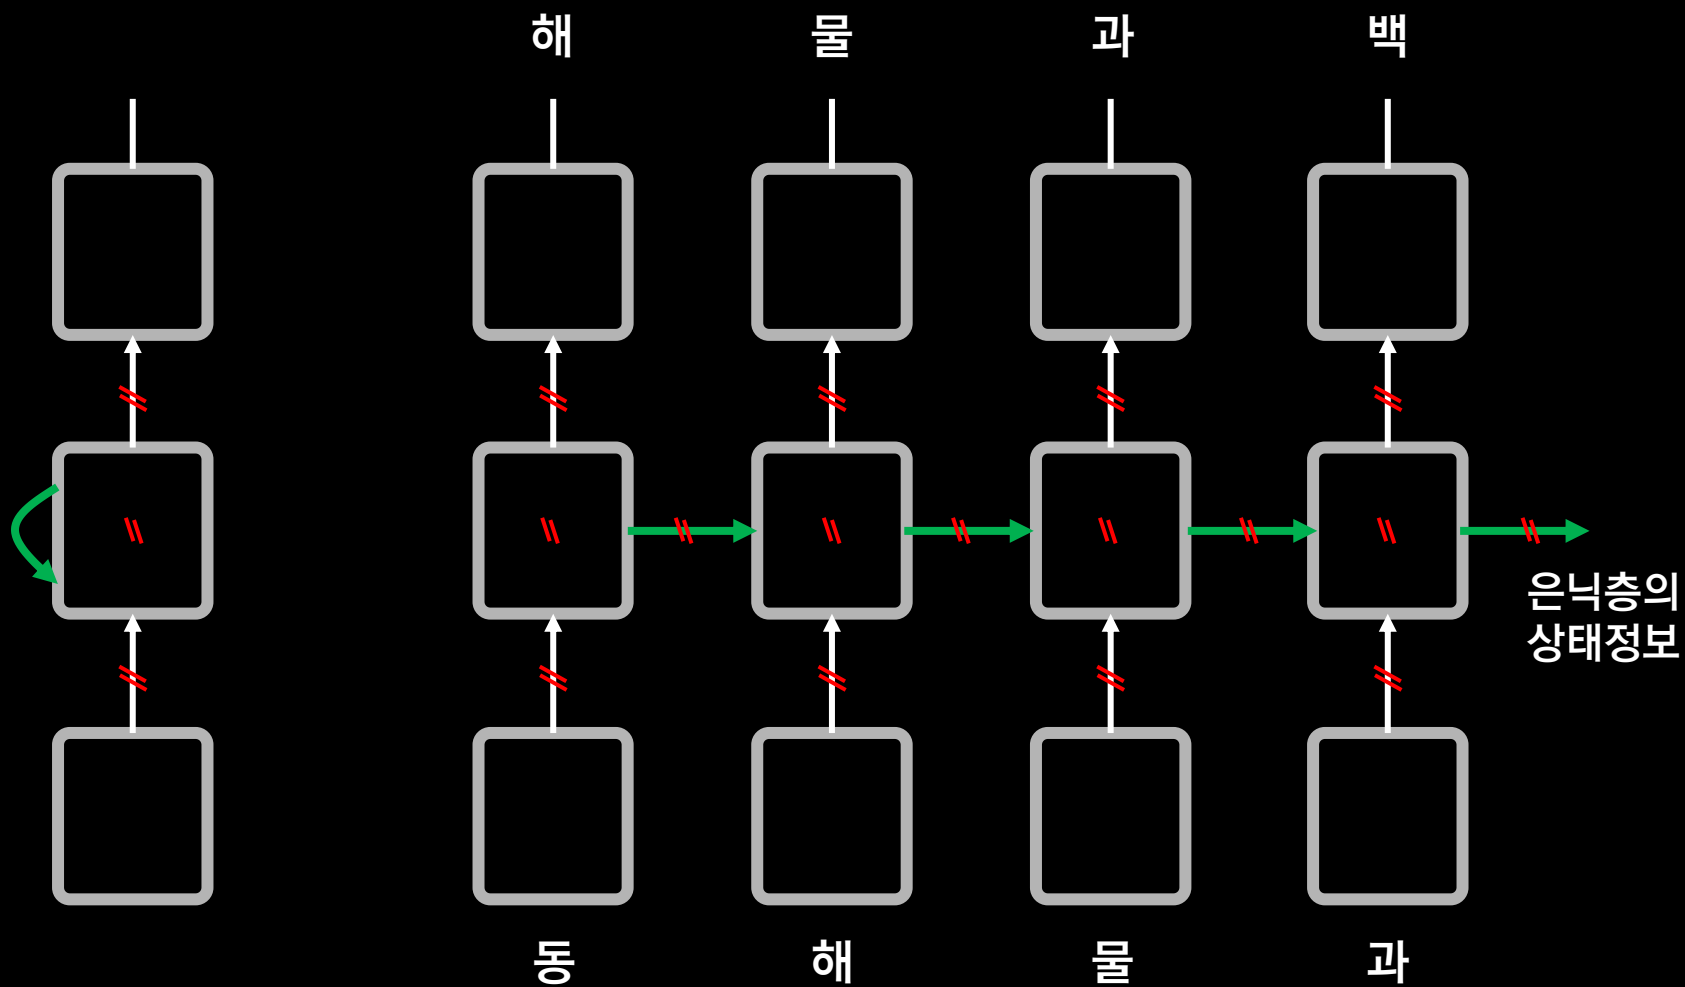 해 물 과 백
은닉층의
상태정보
동 해 물 과